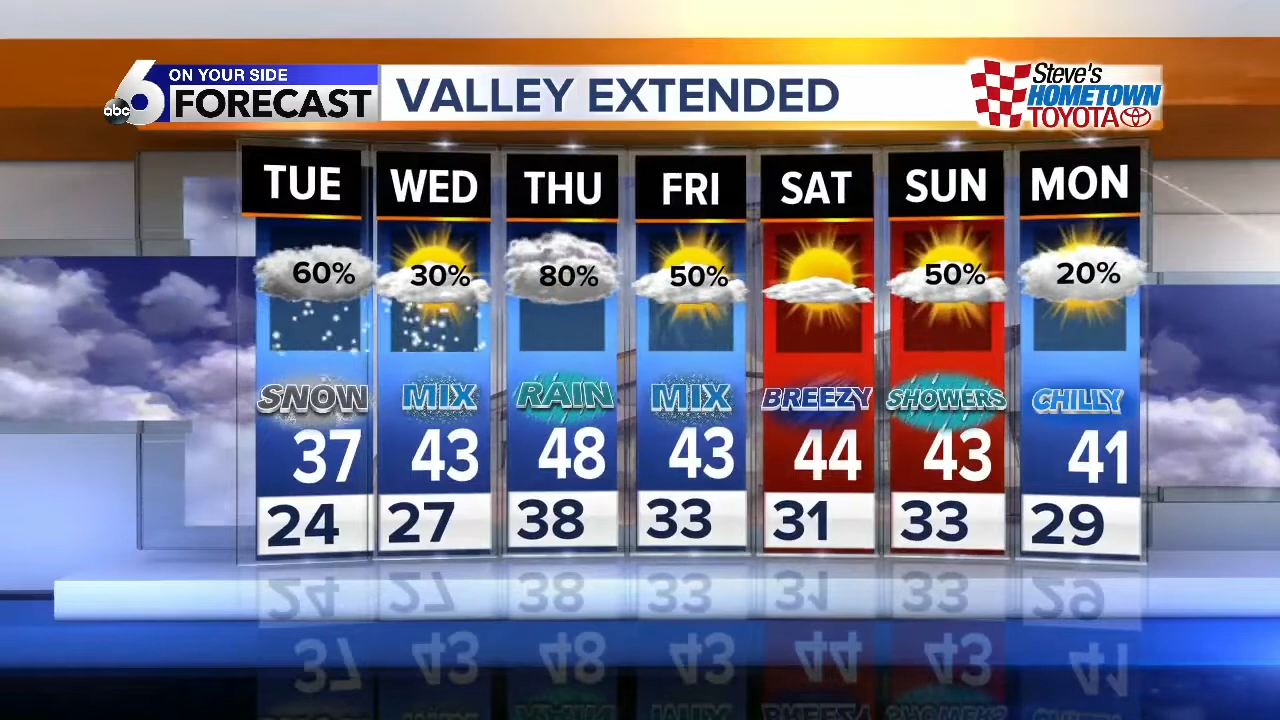 abc 6 ON YOUR SIDE
FORECAST
VALLEY EXTENDED
Steve's
HOMETOWN
TOYOTA
TUE WED THU FRI SAT SUN MON
60% 30% 80% 50% 50% 20%
SNOW MIX RAIN MIX BREEZY SHOWERS CHILLY
37 43 48 43 44 43 41
24 27 38 33 31 33 29